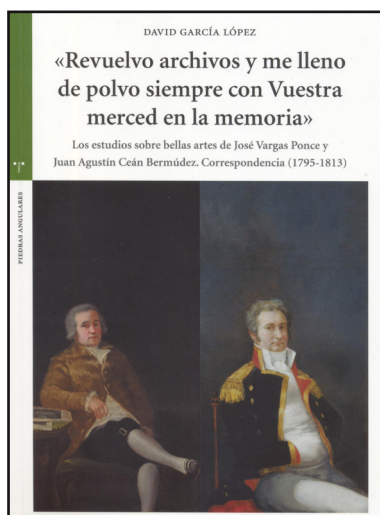 DAVID GARCÍA LÓPEZ
«Revuelvo archivos y me lleno
de polvo siempre con Vuestra
merced en la memoria»
Los estudios sobre bellas artes de José Vargas Ponce y
Juan Agustín Ceán Bermúdez. Correspondencia (1795-1813)
PIEDRAS ANGULARES